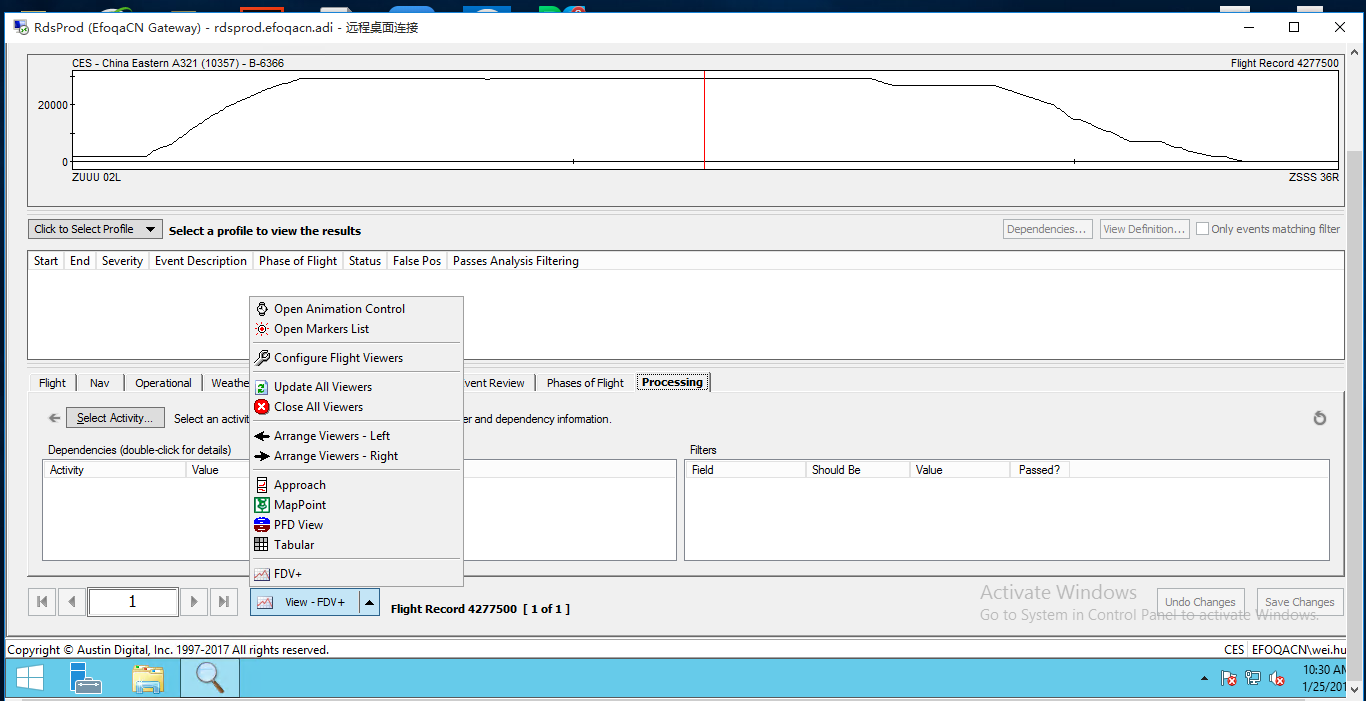 RdsProd (EfoqaCN Gateway) - rdsprod.efoqacn.adi - 远程桌面连接
CES - China Eastern A321 (10357) - B-6366
Flight Record 4277500
20000
0
ZUUU 02L
ZSSS 36R
Click to Select Profile
Select a profile to view the results
Dependencies...
View Definition...
Only events matching filter
Start End Severity Event Description Phase of Flight Status False Pos Passes Analysis Filtering
Open Animation Control
Open Markers List
Configure Flight Viewers
Update All Viewers
Close All Viewers
Arrange Viewers - Left
Arrange Viewers - Right
Approach
MapPoint
PFD View
Tabular
FDV+
Flight Nav Operational Weathe vent Review Phases of Flight Processing
Select Activity...
Select an activit
er and dependency information.
Dependencies (double-click for details)
Activity Value
Filters
Field Should Be Value Passed?
1
View - FDV+
Flight Record 4277500 [ 1 of 1 ]
Activate Windows
Go to System in Control Panel to activate Windows.
Undo Changes
Save Changes
Copyright © Austin Digital, Inc. 1997-2017 All rights reserved.
CES EFOQACN\wei.hu
10:30 AM
1/25/201